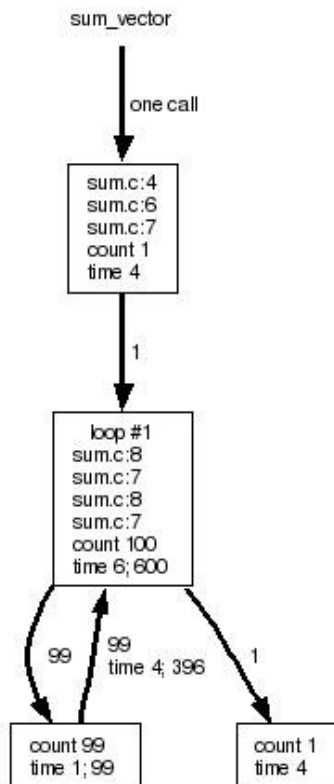 sum_vector
one call
sum.c:4
sum.c:6
sum.c:7
count 1
time 4
1
loop #1
sum.c:8
sum.c:7
sum.c:8
sum.c:7
count 100
time 6; 600
99
99
time 4; 396
1
count 99
time 1; 99
count 1
time 4